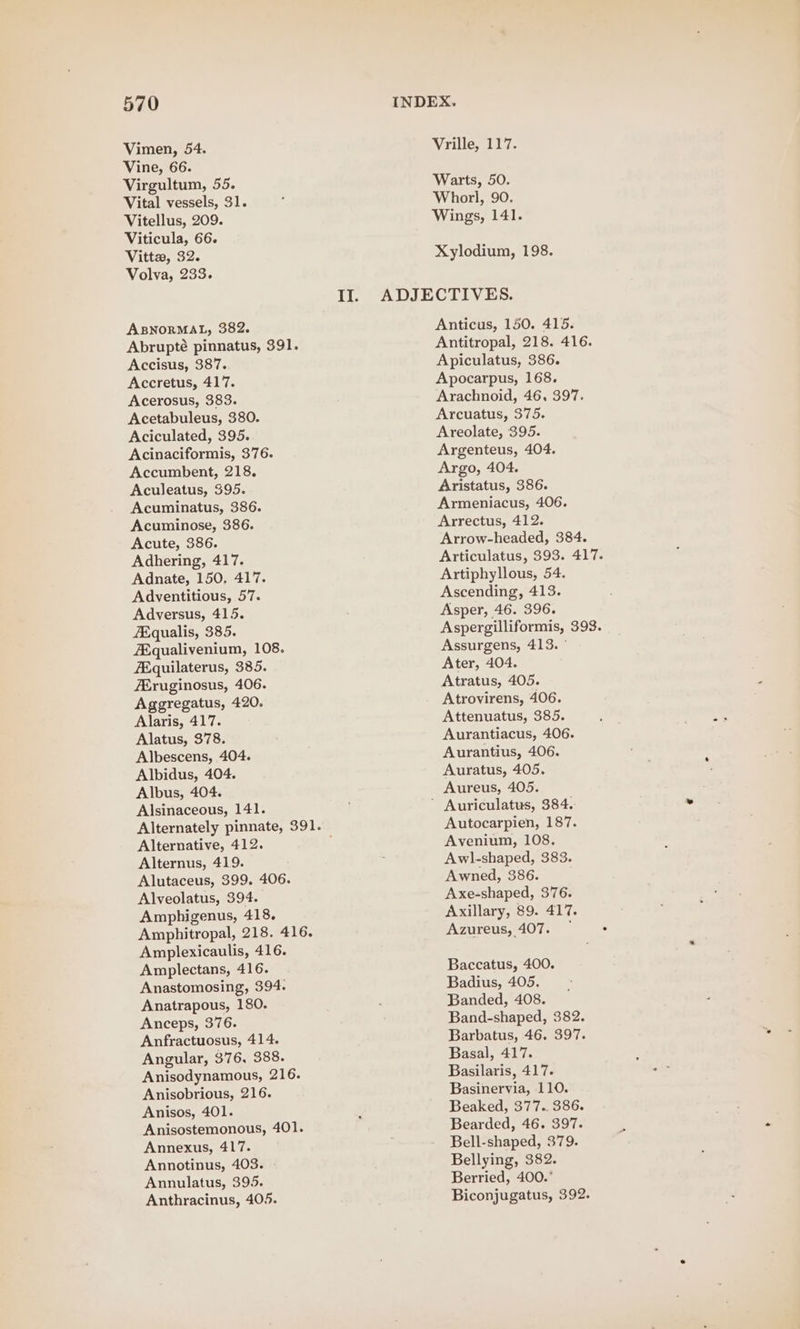 570
INDEX.
Vimen, 54.
Vine, 66.
Virgultum, 55.
Vital vessels, 31.
Vitellus, 209.
Viticula, 66.
Vittæ, 32.
Volva, 233.
Vrille, 117.
Warts, 50.
Whorl, 90.
Wings, 141.
Xylodium, 198.
II. ADJECTIVES.
ABNORMAL, 382.
Abruptè pinnatus, 391.
Accisus, 387.
Accretus, 417.
Acerosus, 383.
Acetabuleus, 380.
Aciculated, 395.
Acinaciformis, 376.
Accumbent, 218.
Aculeatus, 395.
Acuminatus, 386.
Acuminose, 386.
Acute, 386.
Adhering, 417.
Adnate, 150. 417.
Adventitious, 57.
Adversus, 415.
Æqualis, 385.
Æqualivenium, 108.
Æquilaterus, 385.
Æruginosus, 406.
Aggregatus, 420.
Alaris, 417.
Alatus, 378.
Albescens, 404.
Albidus, 404.
Albus, 404.
Alsinaceous, 141.
Alternately pinnate, 391.
Alternative, 412.
Alternus, 419.
Alutaceus, 399. 406.
Alveolatus, 394.
Amphigenus, 418.
Amphitropal, 218. 416.
Amplexicaulis, 416.
Amplectans, 416.
Anastomosing, 394.
Anatrapous, 180.
Anceps, 376.
Anfractuosus, 414.
Angular, 376. 388.
Anisodynamous, 216.
Anisobrious, 216.
Anisos, 401.
Anisostemonous, 401.
Annexus, 417.
Annotinus, 403.
Annulatus, 395.
Anthracinus, 405.
Anticus, 150. 415.
Antitropal, 218. 416.
Apiculatus, 386.
Apocarpus, 168.
Arachnoid, 46. 397.
Arcuatus, 375.
Areolate, 395.
Argenteus, 404.
Argo, 404.
Aristatus, 386.
Armeniacus, 406.
Arrectus, 412.
Arrow-headed, 384.
Articulatus, 393. 417.
Artiphyllous, 54.
Ascending, 413.
Asper, 46. 396.
Aspergilliformis, 393.
Assurgens, 413.
Ater, 404.
Atratus, 405.
Atrovirens, 406.
Attenuatus, 385.
Aurantiacus, 406.
Aurantius, 406.
Auratus, 405.
Aureus, 405.
Auriculatus, 384.
Autocarpien, 187.
Avenium, 108.
Awl-shaped, 383.
Awned, 386.
Axe-shaped, 376.
Axillary, 89. 417.
Azureus, 407.
Baccatus, 400.
Badius, 405.
Banded, 408.
Band-shaped, 382.
Barbatus, 46. 397.
Basal, 417.
Basilaris, 417.
Basinervia, 110.
Beaked, 377. 386.
Bearded, 46. 397.
Bell-shaped, 379.
Bellying, 382.
Berried, 400.
Biconjugatus, 392.